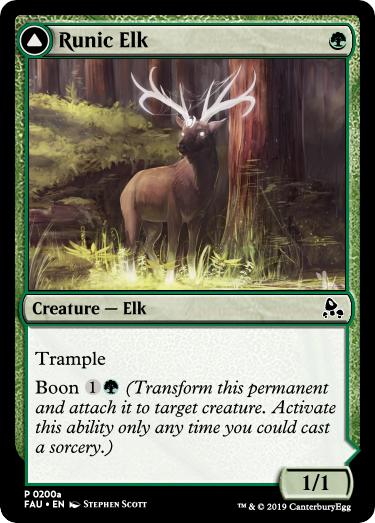 Runic Elk
Creature — Elk
Trample
Boon 1 (Transform this permanent
and attach it to target creature. Activate
this ability only any time you could cast
a sorcery.)
1/1
P 0200a
FAU • EN Stephen Scott
™ & © 2019 CanterburyEgg